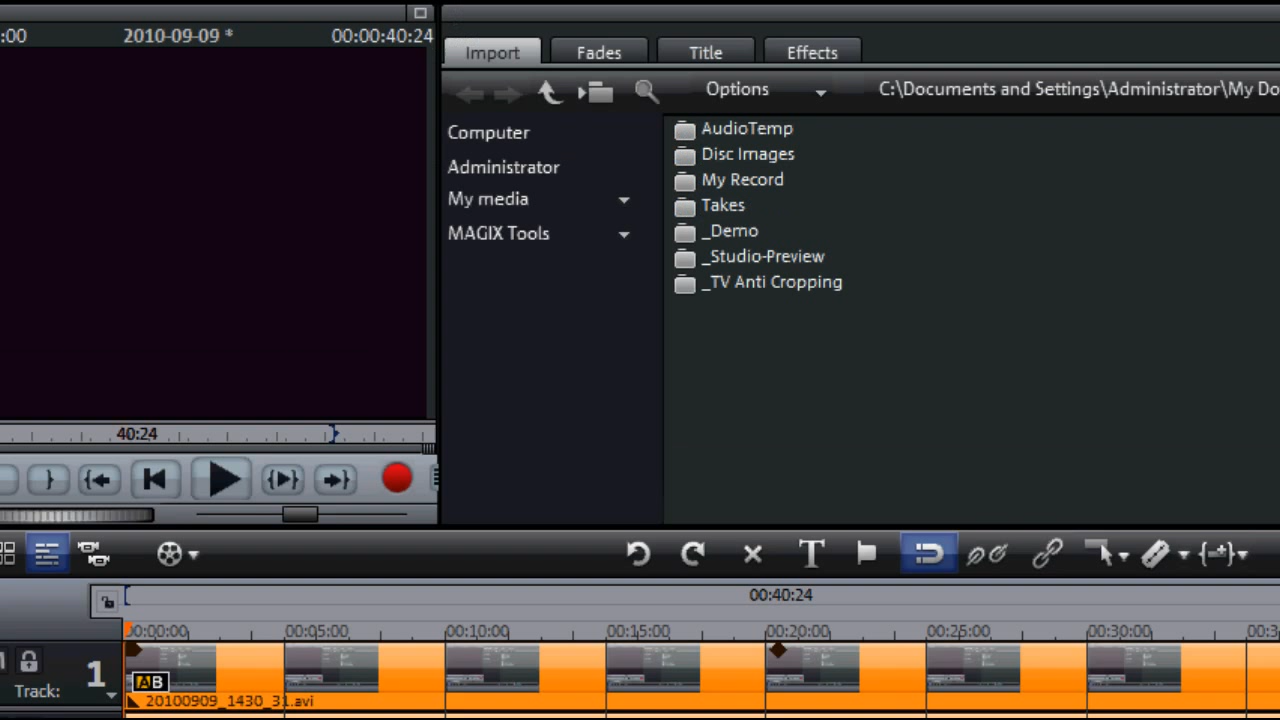 :00 2010-09-09 * 00:00:40:24
Import Fades Title Effects
Options C:\Documents and Settings\Administrator\My Do
Computer
Administrator
My media
MAGIX Tools
AudioTemp
Disc Images
My Record
Takes
_Demo
_Studio-Preview
_TV Anti Cropping
40:24
T
00:40:24
00:00:00 00:05:00 00:10:00 00:15:00 00:20:00 00:25:00 00:30:00 00:3
Track: 1
AB
20100909_1430_31.avi